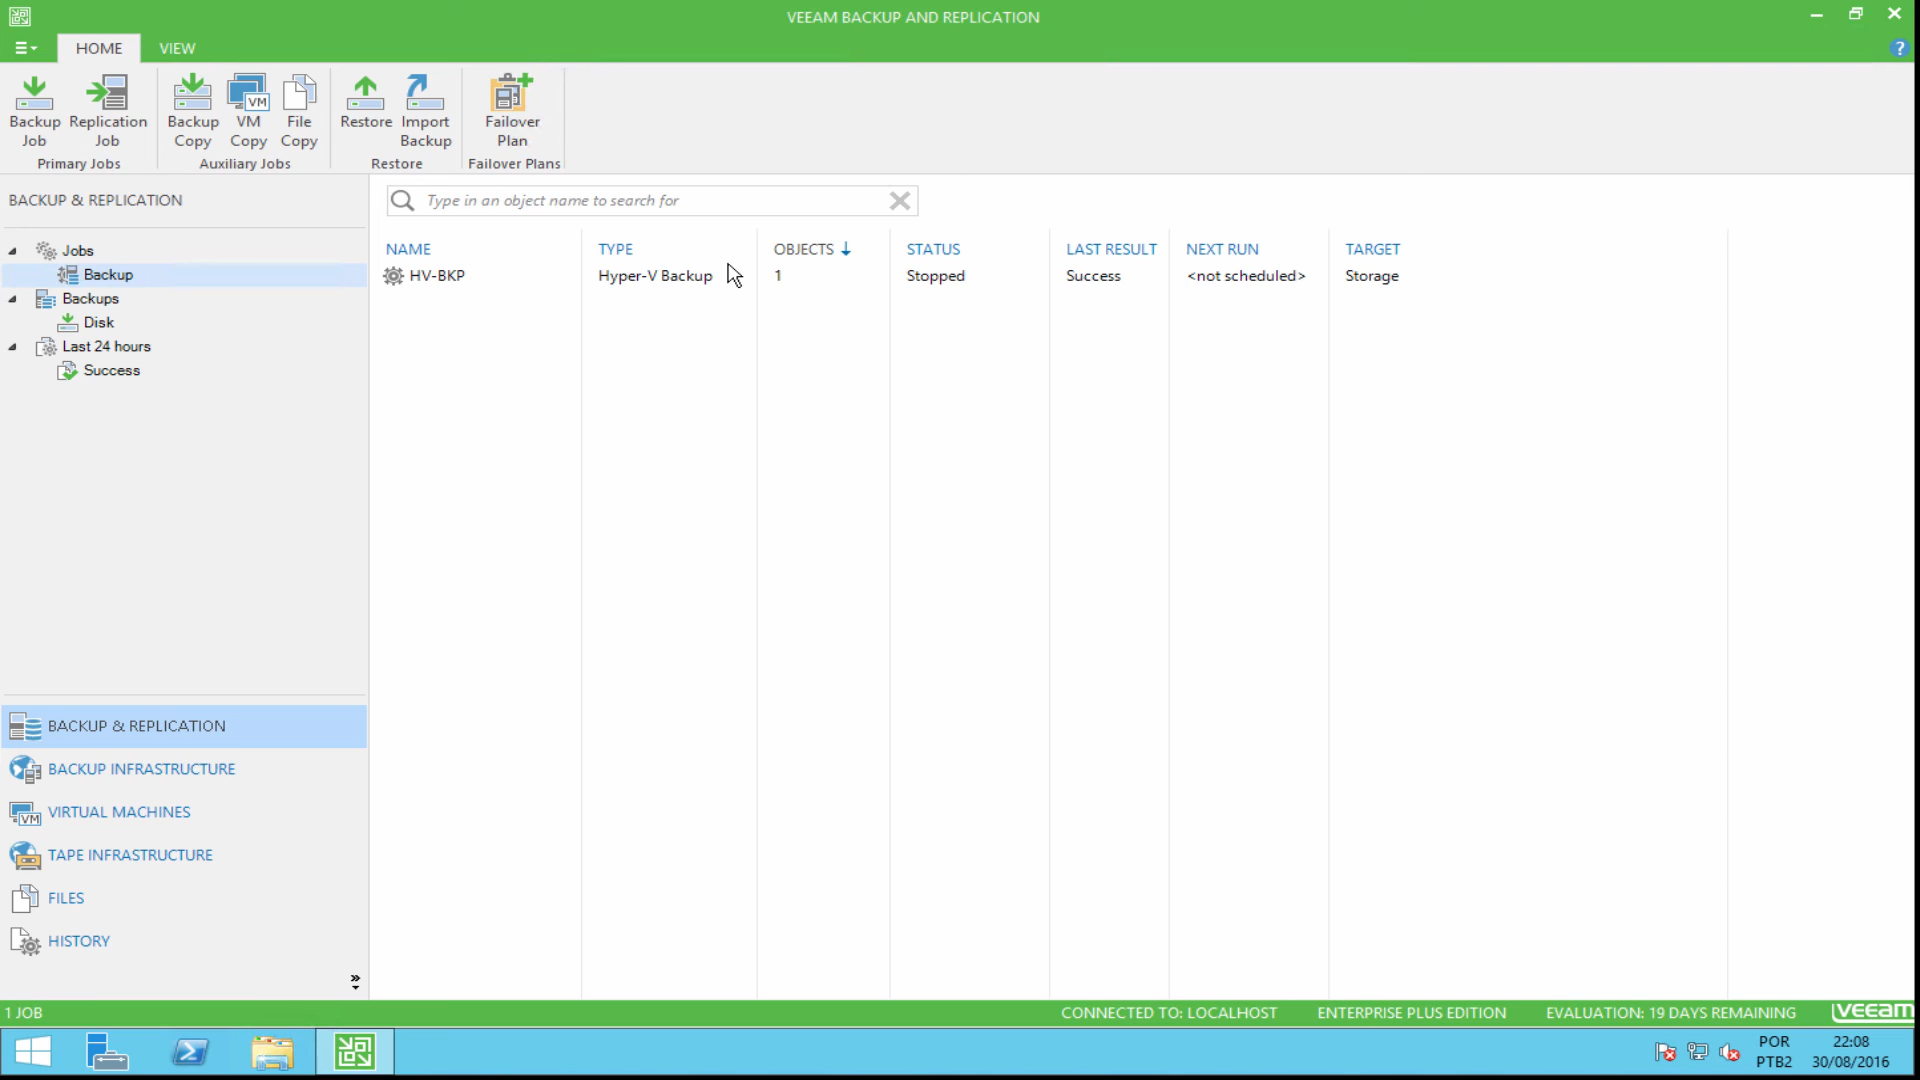 VEEAM BACKUP AND REPLICATION
HOME
VIEW
?
Backup
Job
Replication
Job
Primary Jobs
Backup
Copy
VM
VM
Copy
File
Copy
Auxiliary Jobs
Restore
Import
Backup
Restore
Failover
Plan
Failover Plans
BACKUP & REPLICATION
Jobs
Backup
Backups
Disk
Last 24 hours
Success
Type in an object name to search for
NAME TYPE OBJECTS STATUS LAST RESULT NEXT RUN TARGET
HV-BKP Hyper-V Backup 1 Stopped Success <not scheduled> Storage
BACKUP & REPLICATION
BACKUP INFRASTRUCTURE
VM
VIRTUAL MACHINES
TAPE INFRASTRUCTURE
FILES
HISTORY
1 JOB
CONNECTED TO: LOCALHOST
ENTERPRISE PLUS EDITION
EVALUATION: 19 DAYS REMAINING
veeam
POR
PTB2
22:08
30/08/2016